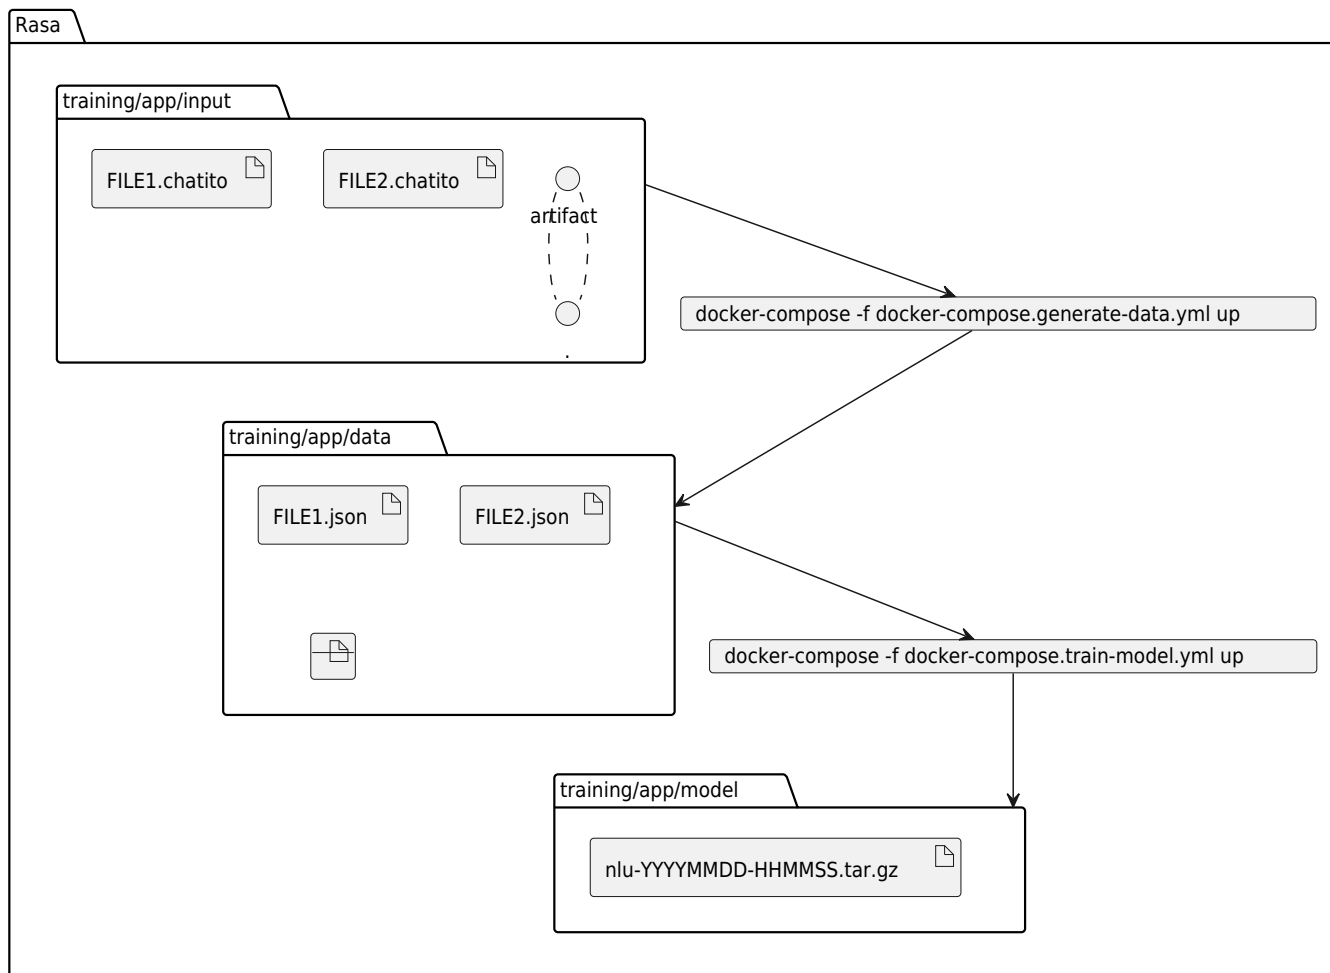 Rasa
training/app/input
FILE1.chatito
FILE2.chatito
artifact
.
docker-compose -f docker-compose.generate-data.yml up
training/app/data
FILE1.json
FILE2.json
docker-compose -f docker-compose.train-model.yml up
training/app/model
nlu-YYYYMMDD-HHMMSS.tar.gz